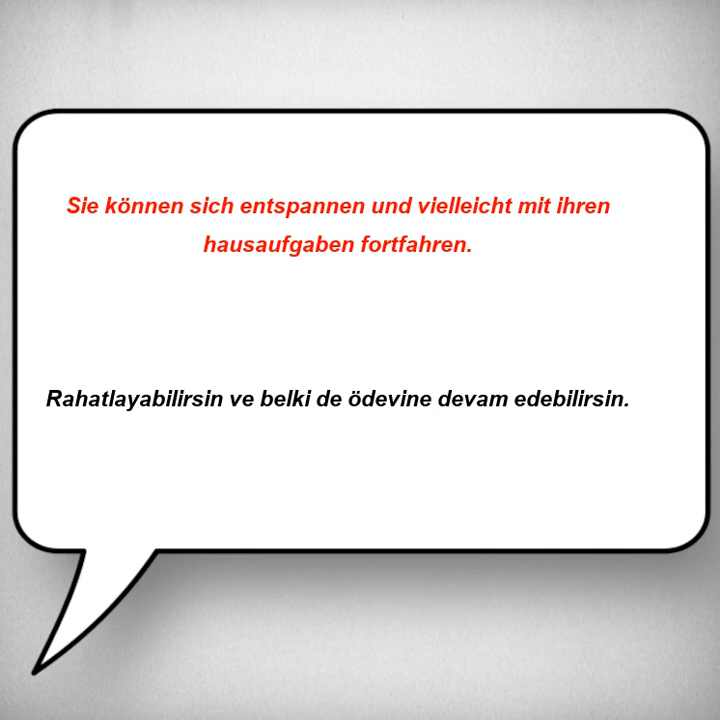 Sie können sich entspannen und vielleicht mit ihren
hausaufgaben fortfahren.
Rahatlayabilirsin ve belki de ödevine devam edebilirsin.